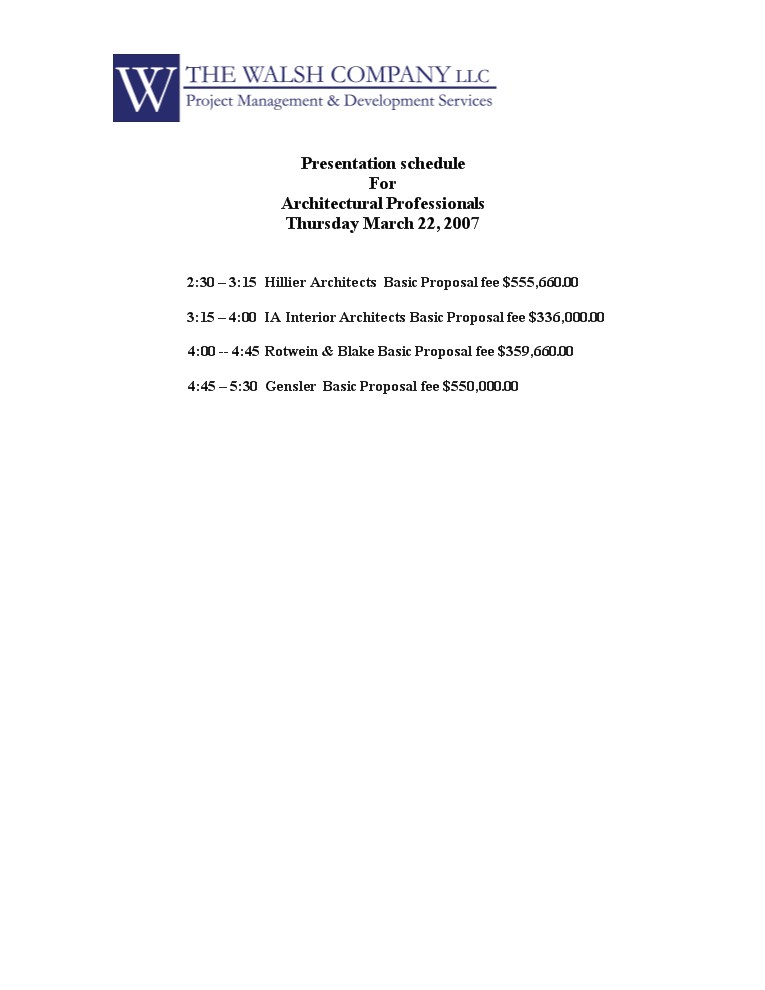 W THE WALSH COMPANY LLC
Project Management & Development Services
Presentation schedule
For
Architectural Professionals
Thursday March 22, 2007
2:30 – 3:15 Hillier Architects Basic Proposal fee $555,660.00
3:15 – 4:00 IA Interior Architects Basic Proposal fee $336,000.00
4:00 -- 4:45 Rotwein & Blake Basic Proposal fee $359,660.00
4:45 – 5:30 Gensler Basic Proposal fee $550,000.00